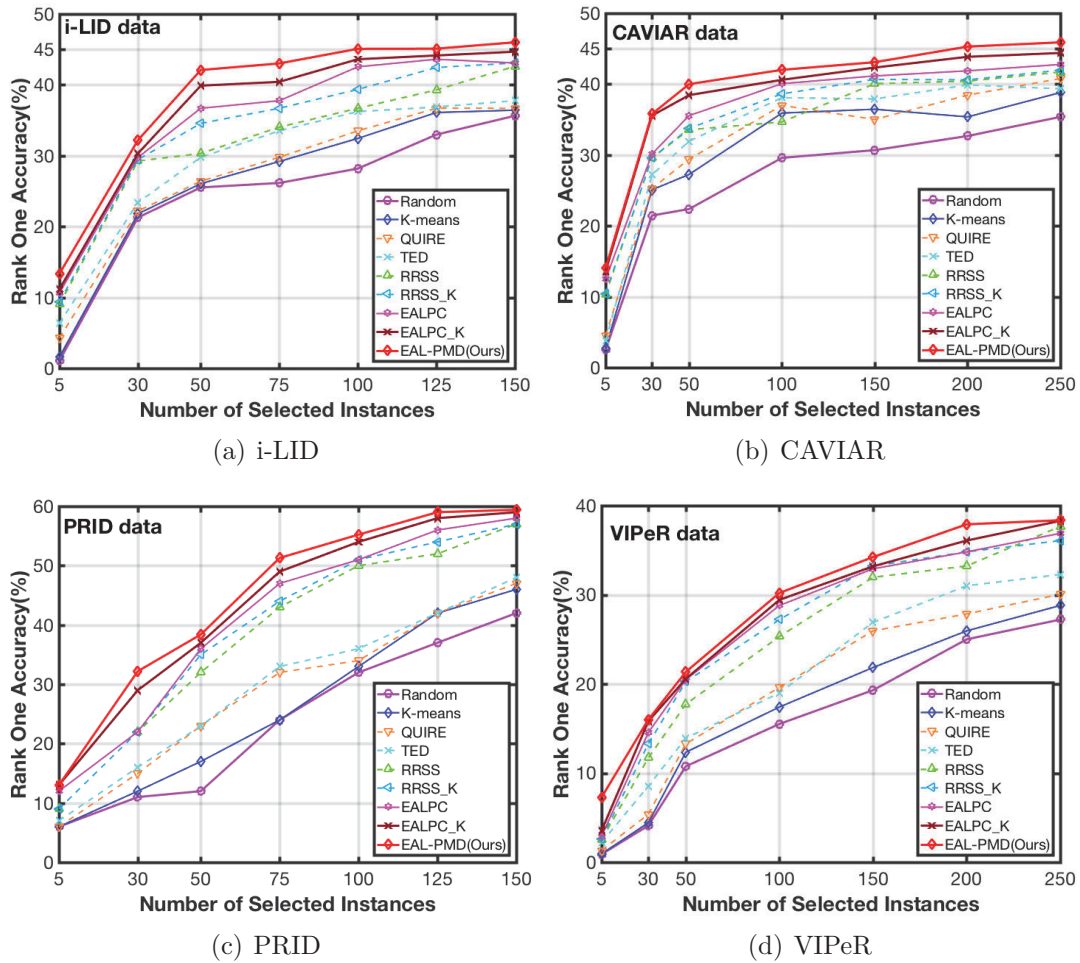 i-LID data
Rank One Accuracy(%)
45
40
30
20
10
0
Random
K-means
QUIRE
TED
RRSS
RRSS_K
EALPC
EALPC_K
EAL-PMD(Ours)
5 30 50 75 100 125 150
Number of Selected Instances
(a) i-LID
CAVIAR data
Rank One Accuracy(%)
50
45
40
30
20
10
0
Random
K-means
QUIRE
TED
RRSS
RRSS_K
EALPC
EALPC_K
EAL-PMD(Ours)
5 30 50 100 150 200 250
Number of Selected Instances
(b) CAVIAR
PRID data
Rank One Accuracy(%)
60
50
40
30
20
10
0
Random
K-means
QUIRE
TED
RRSS
RRSS_K
EALPC
EALPC_K
EAL-PMD(Ours)
5 30 50 75 100 125 150
Number of Selected Instances
(c) PRID
VIPeR data
Rank One Accuracy(%)
40
30
20
10
0
Random
K-means
QUIRE
TED
RRSS
RRSS_K
EALPC
EALPC_K
EAL-PMD(Ours)
5 30 50 100 150 200 250
Number of Selected Instances
(d) VIPeR